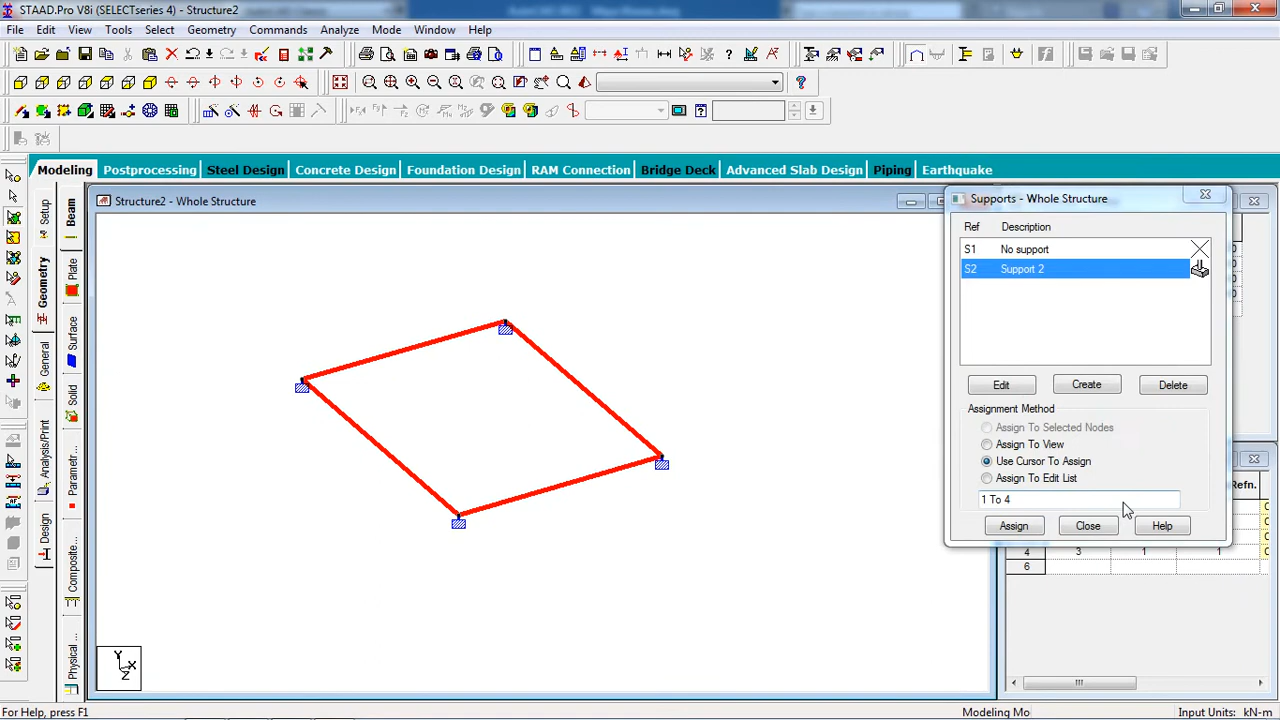 STAAD.Pro V8i (SELECTseries 4) - Structure2
File Edit View Tools Select Geometry Commands Analyze Mode Window Help
Modeling Postprocessing Steel Design Concrete Design Foundation Design RAM Connection Bridge Deck Advanced Slab Design Piping Earthquake
Setup
Geometry
General
Analysis/Print
Design
Beam
Plate
Surface
Solid
Parametr...
Composite...
Physical ...
Structure2 - Whole Structure
Supports - Whole Structure
Ref Description
S1 No support
S2 Support 2
Edit Create Delete
Assignment Method
Assign To Selected Nodes
Assign To View
Use Cursor To Assign
Assign To Edit List
1 To 4
Assign Close Help
Refn.
4 3 1 1
6
Y
X
Z
For Help, press F1
Modeling Mo
Input Units: kN-m